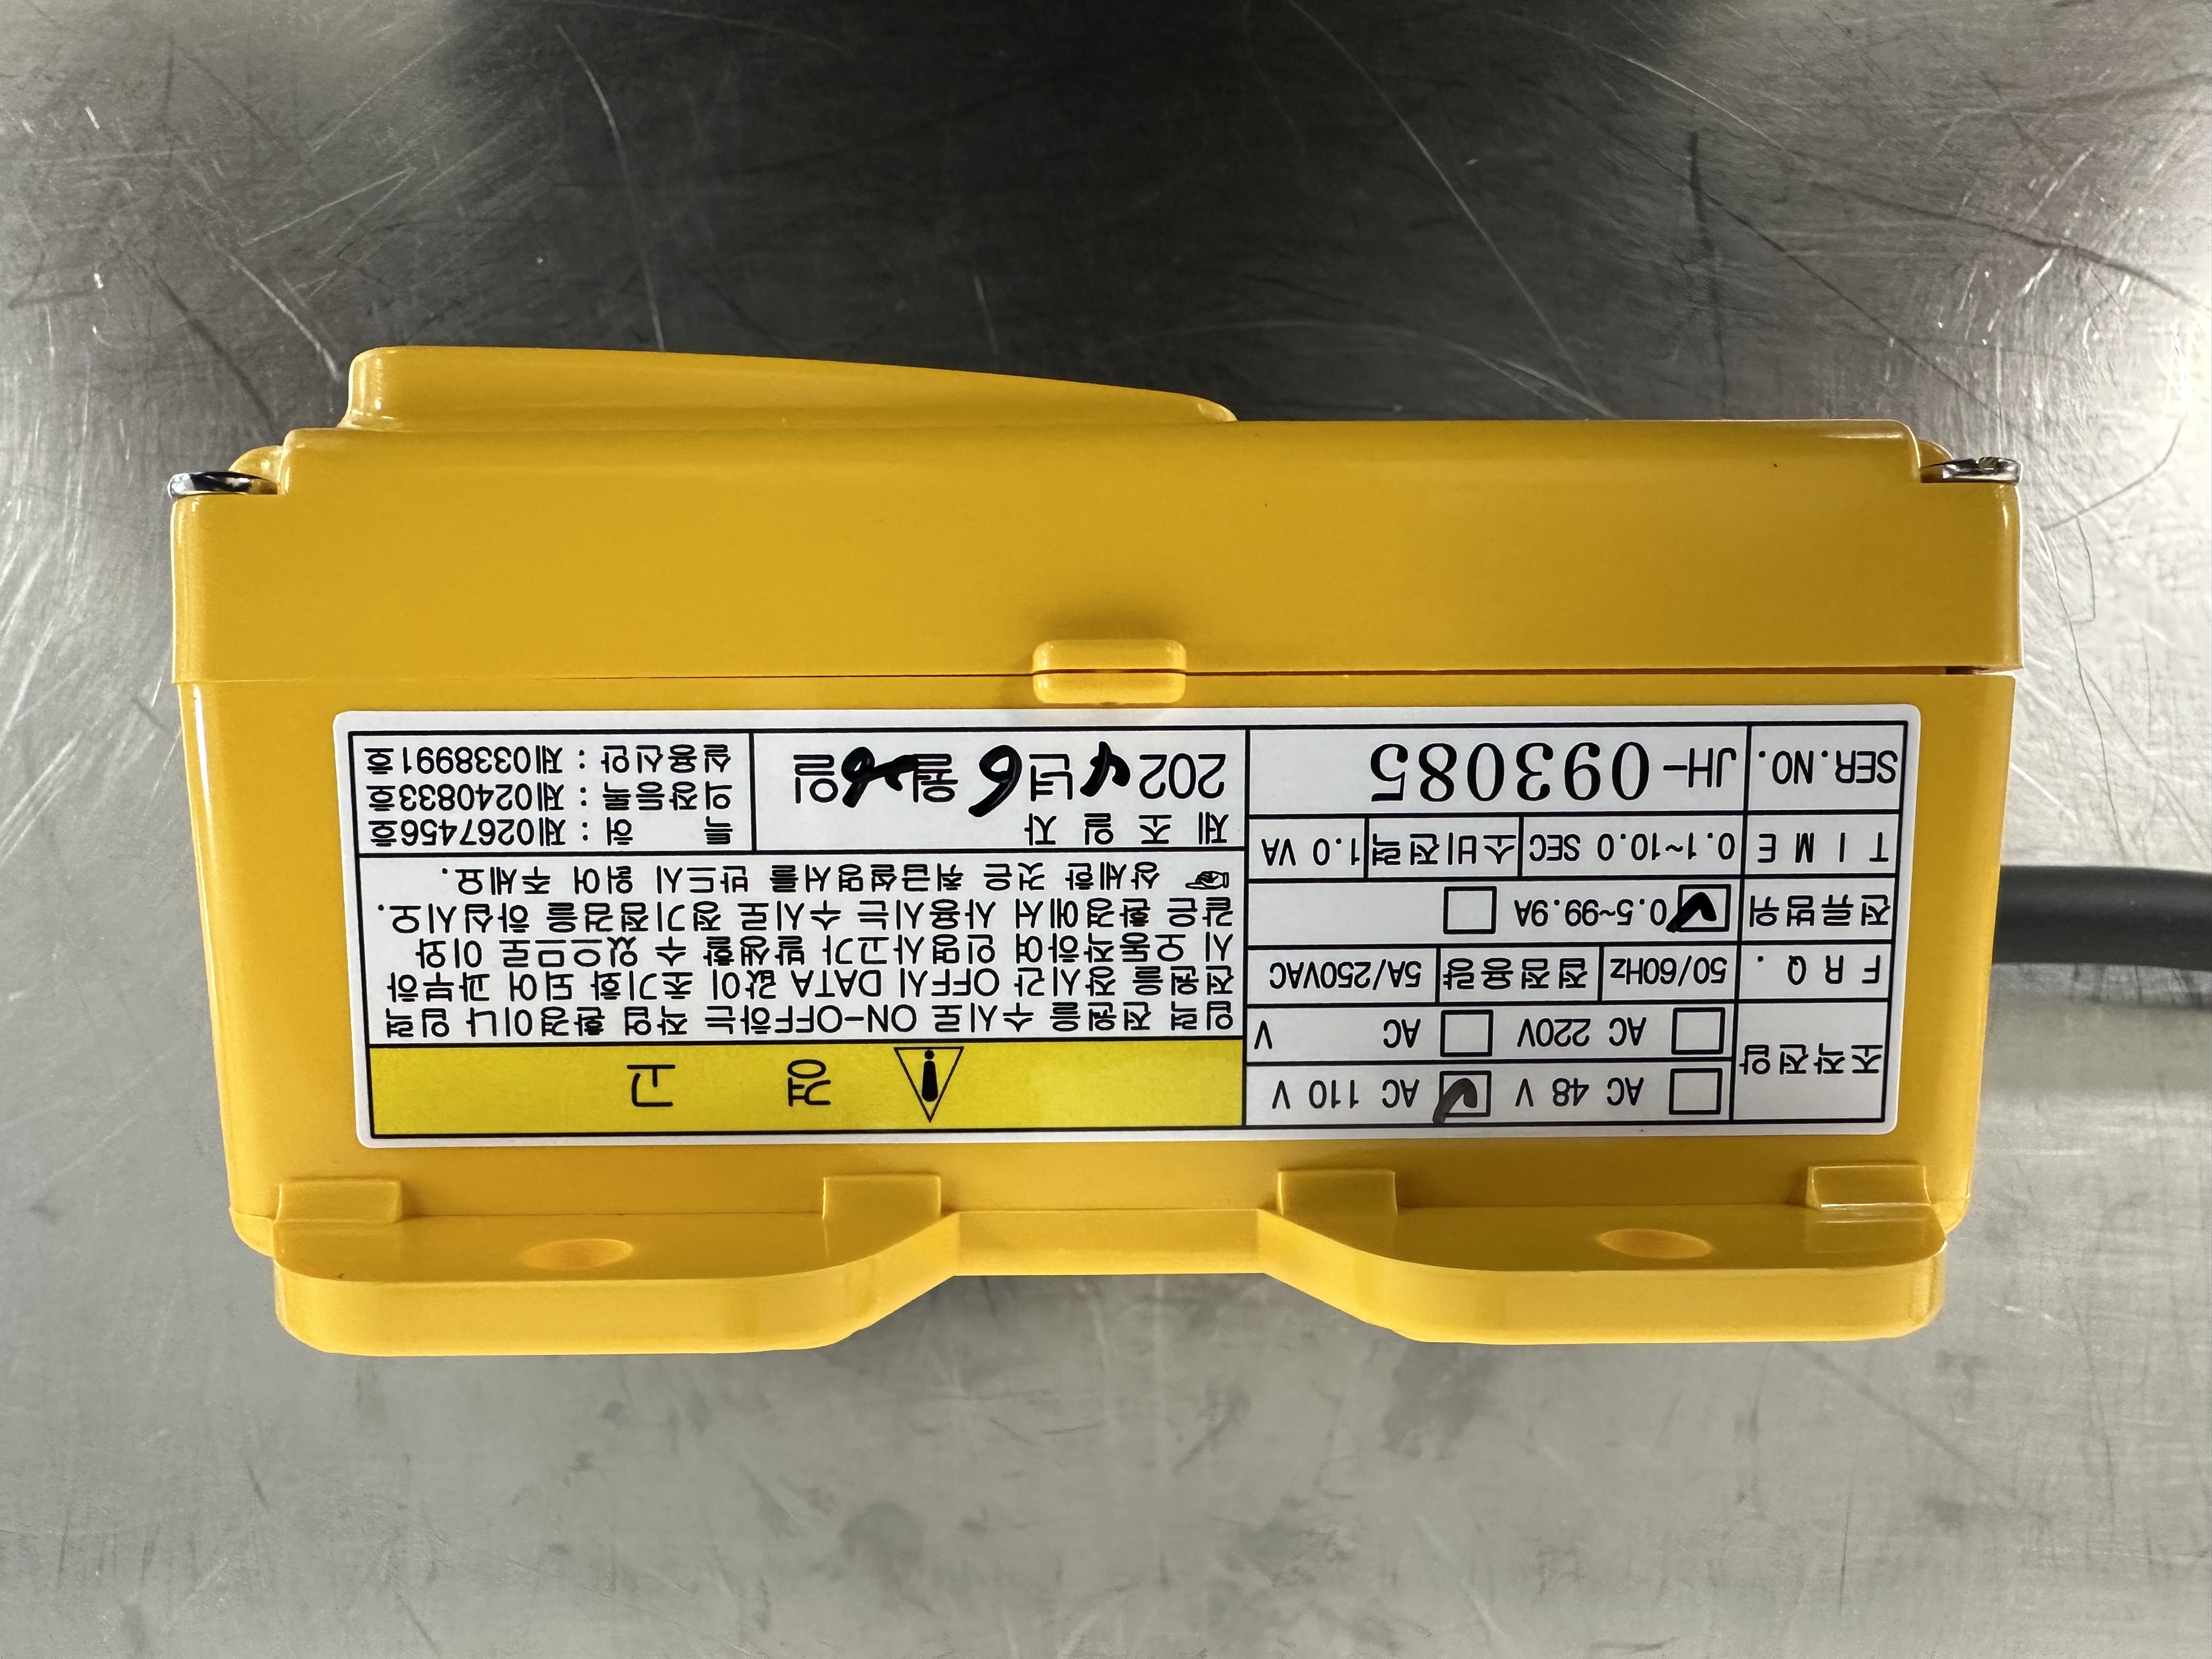 조작전압
□ AC 48 V ☑ AC 110 V
□ AC 220V □ AC V
F R Q . 50/60Hz 접점용량 5A/250VAC
전류범위 ☑ 0.5~99.9A □
T I M E 0.1~10.0 SEC 소비전력 1.0 VA
SER.NO. JH-093085
경 고
입력 전원을 수시로 ON-OFF하는 작업 환경이나 입력
전원을 장시간 OFF시 DATA 값이 초기화 되어 과부하
시 오동작하여 인명사고가 발생할 수 있으므로 이와
같은 환경에서 사용시는 수시로 정기점검을 하십시오.
☞ 상세한 것은 취급설명서를 반드시 읽어 주세요.
제 조 일 자
2024년 6월 26일
특 허 : 제0267456호
의장등록 : 제0240833호
실용신안 : 제0338991호